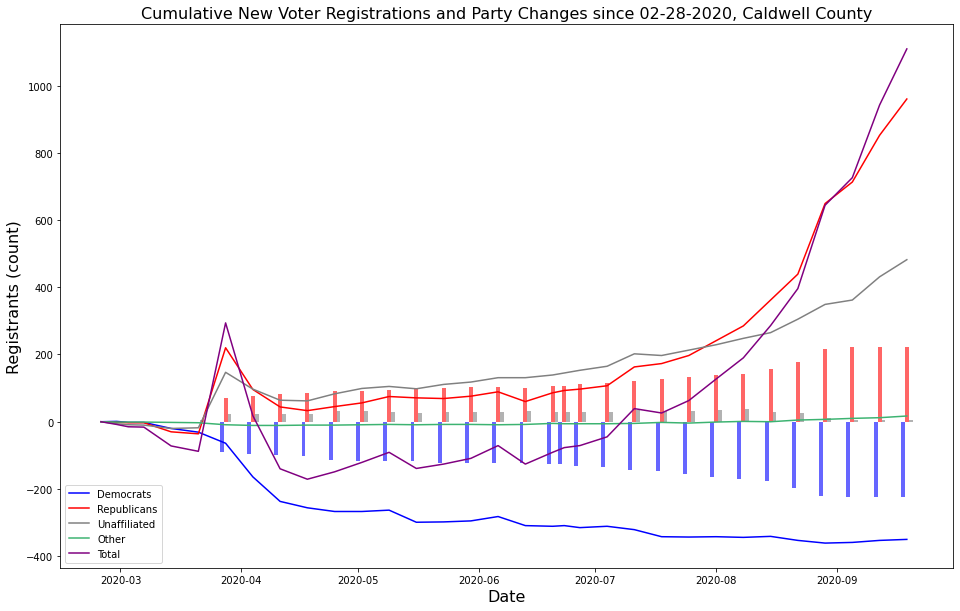 Cumulative New Voter Registrations and Party Changes since 02-28-2020, Caldwell County
Registrants (count)
1000
800
600
400
200
0
−200
−400
Democrats
Republicans
Unaffiliated
Other
Total
2020-03 2020-04 2020-05 2020-06 2020-07 2020-08 2020-09
Date